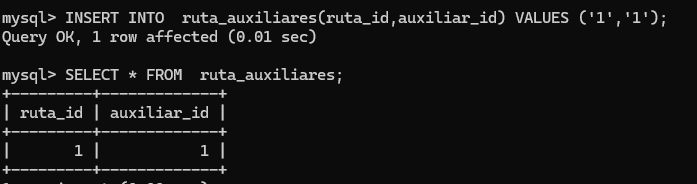 mysql> INSERT INTO  ruta_auxiliares(ruta_id,auxiliar_id) VALUES ('1','1');
Query OK, 1 row affected (0.01 sec)
mysql> SELECT * FROM  ruta_auxiliares;
+---------+-------------+
| ruta_id | auxiliar_id |
+---------+-------------+
|       1 |           1 |
+---------+-------------+